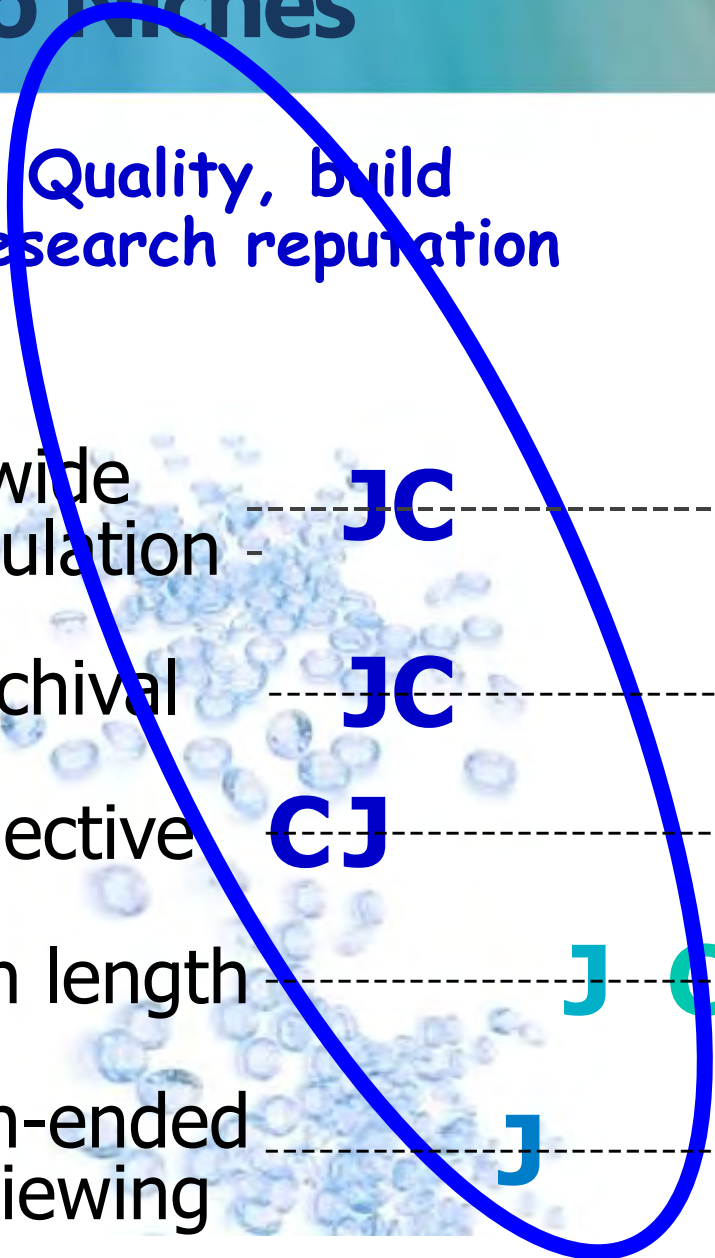 o Niches
Quality, build
esearch reputation
wide
ulation
JC
chival
JC
ective
CJ
n length
J C
n-ended
iewing
J